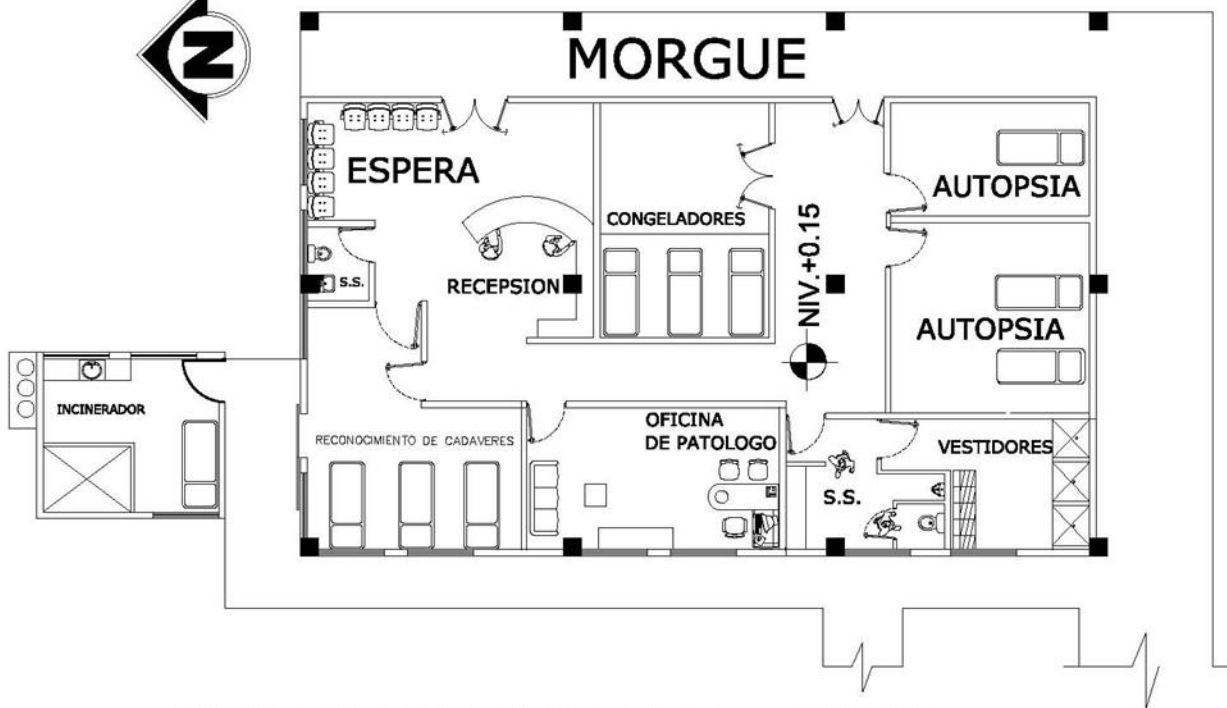 N
MORGUE
ESPERA
AUTOPSIA
CONGELADORES
NIV.+0.15
S.S.
RECEPSION
AUTOPSIA
INCINERADOR
RECONOCIMIENTO DE CADAVERES
OFICINA
DE PATOLOGO
VESTIDORES
S.S.